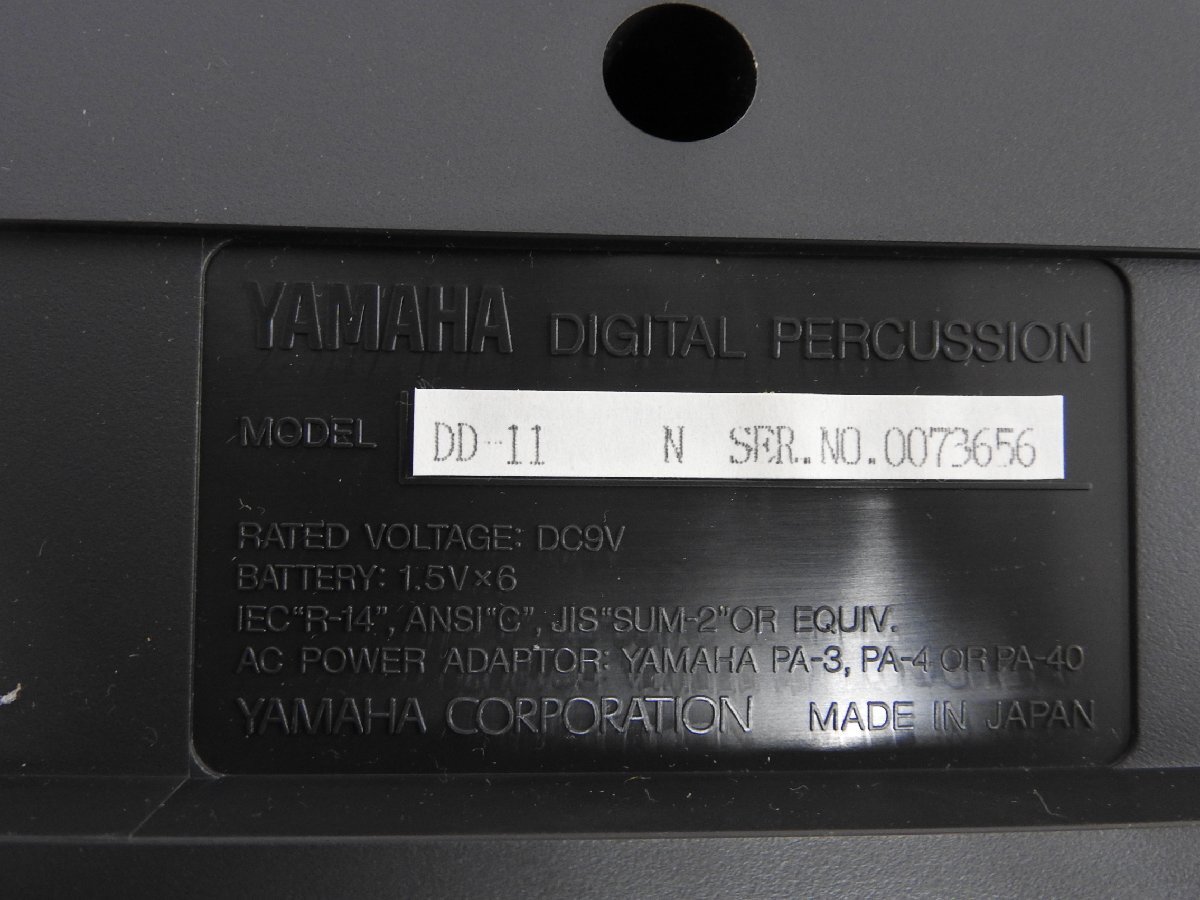 YAMAHA DIGITAL PERCUSSION
MODEL DD-11 N SER.NO.0073656
RATED VOLTAGE: DC9V
BATTERY: 1.5V×6
IEC"R-14", ANSI"C", JIS"SUM-2"OR EQUIV.
AC POWER ADAPTOR: YAMAHA PA-3, PA-4 OR PA-40
YAMAHA CORPORATION MADE IN JAPAN